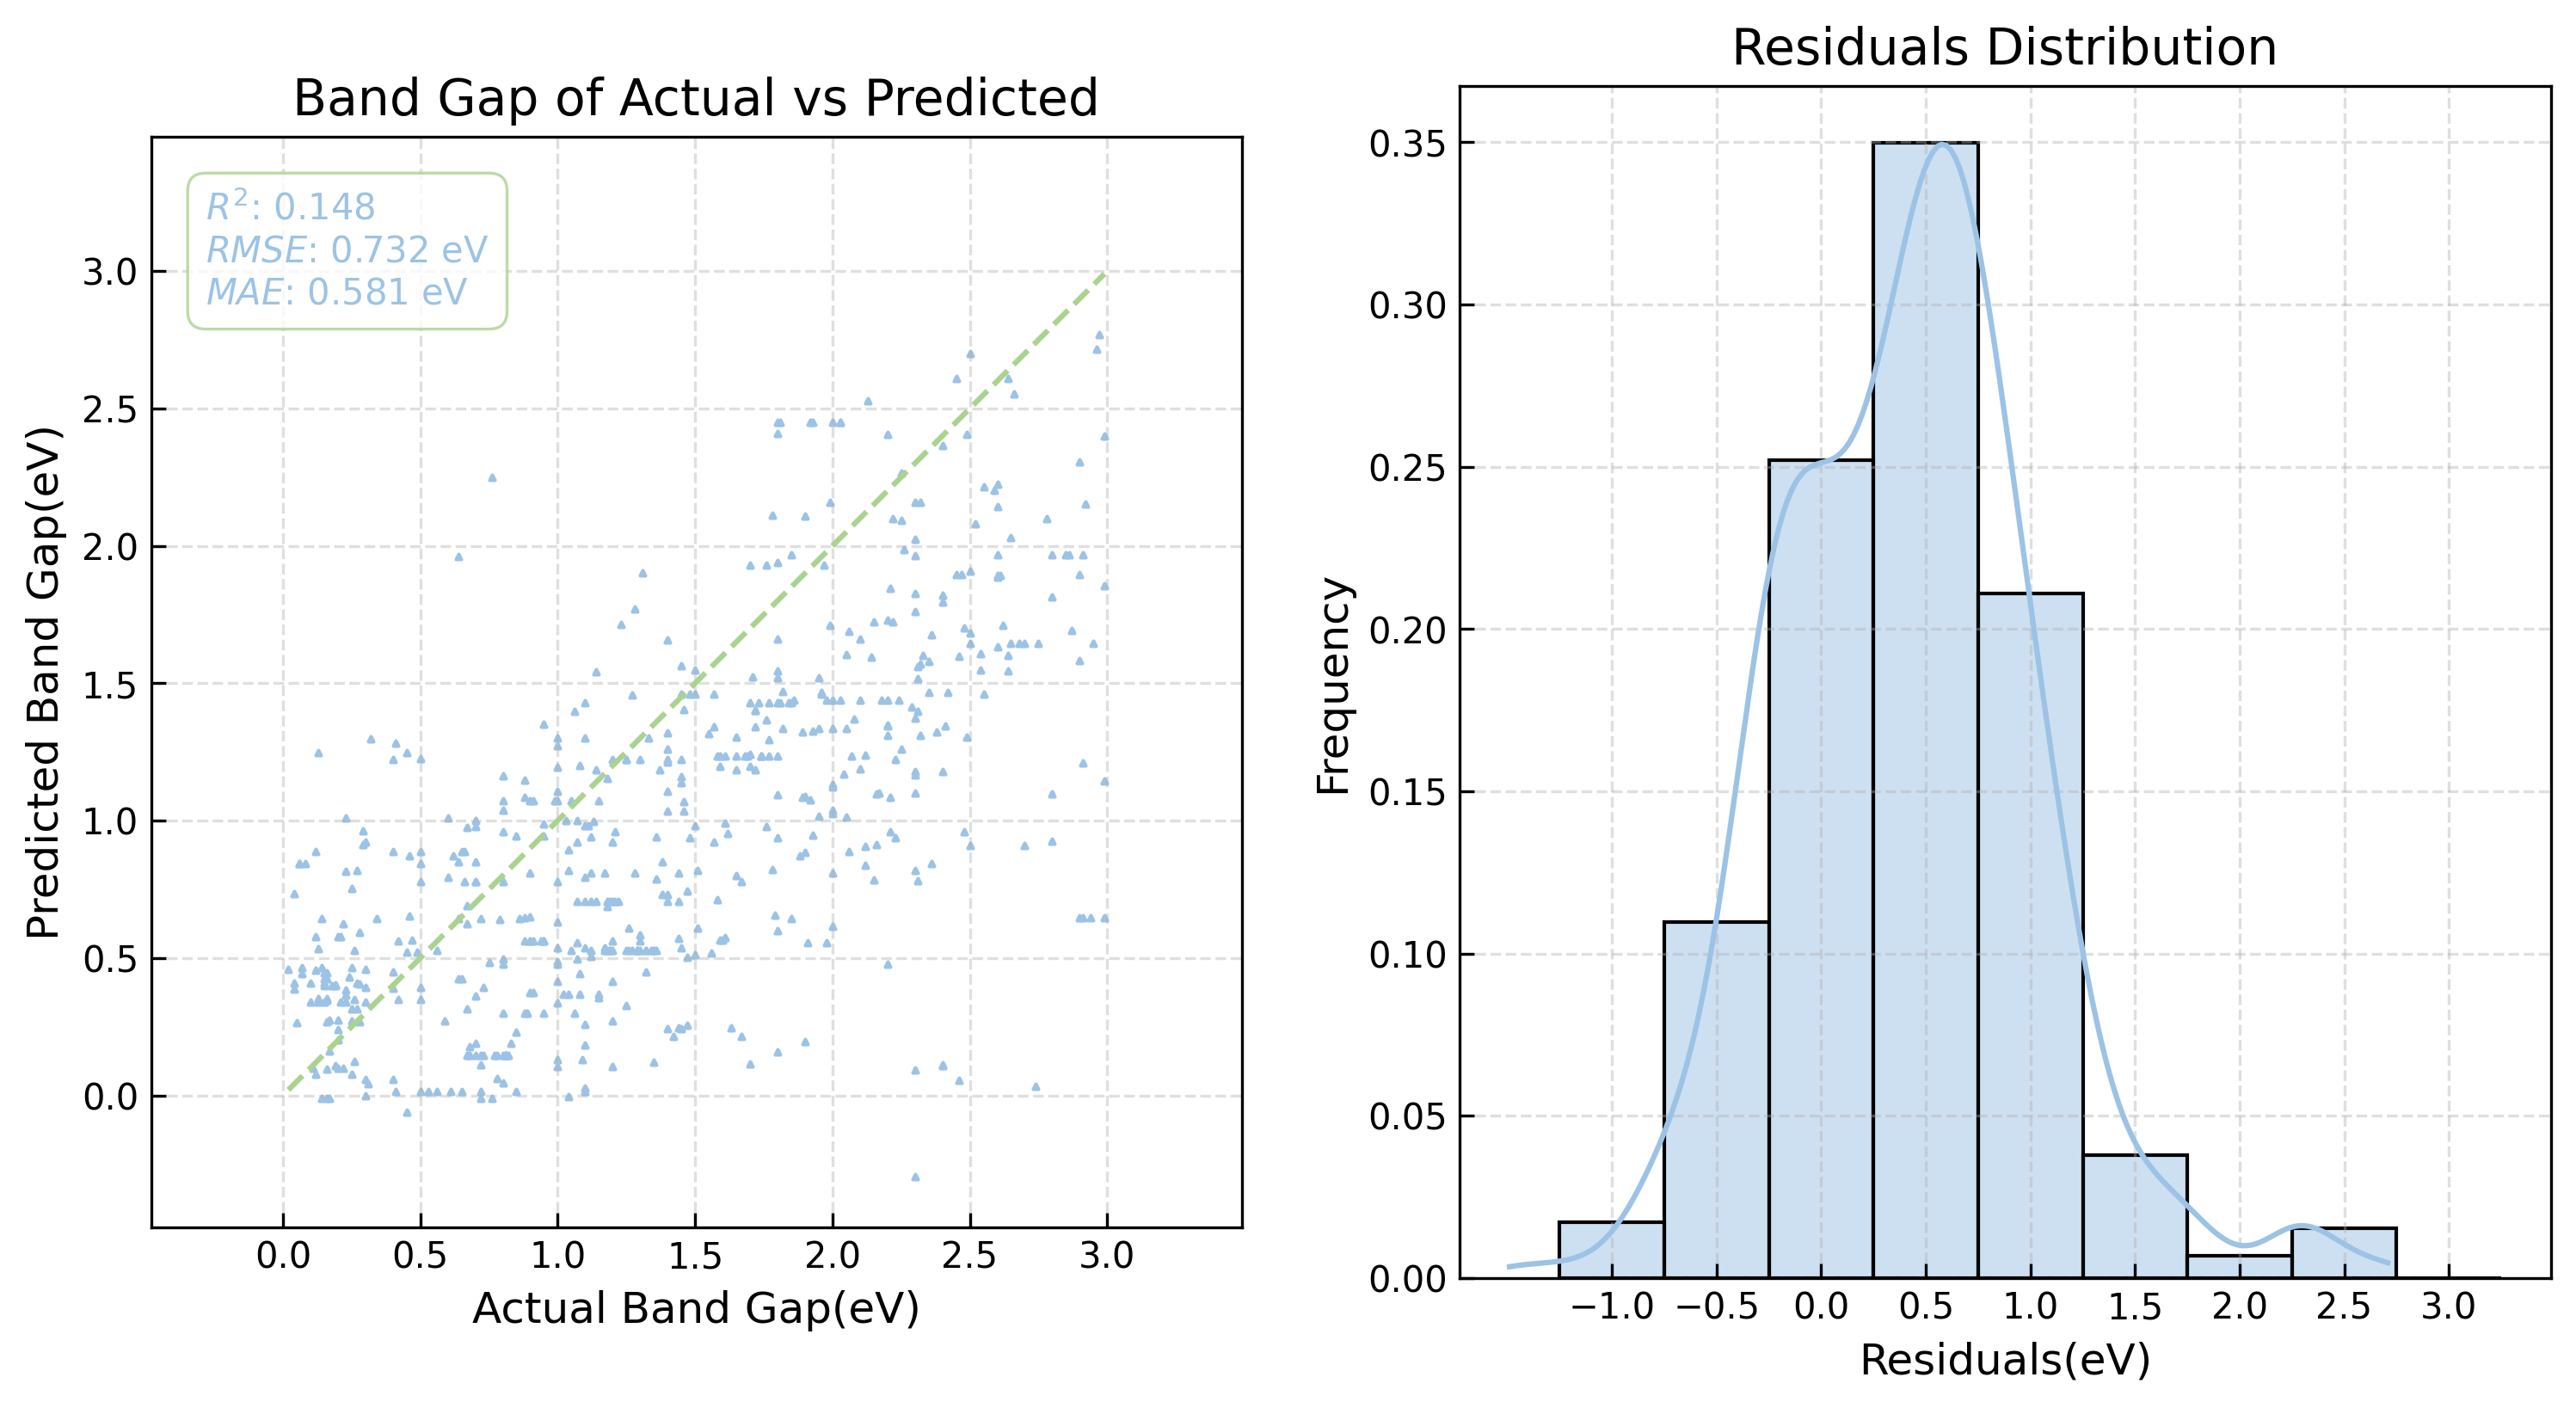 Band Gap of Actual vs Predicted
R²: 0.148
RMSE: 0.732 eV
MAE: 0.581 eV
Predicted Band Gap(eV)
3.0
2.5
2.0
1.5
1.0
0.5
0.0
0.0 0.5 1.0 1.5 2.0 2.5 3.0
Actual Band Gap(eV)
Residuals Distribution
Frequency
0.35
0.30
0.25
0.20
0.15
0.10
0.05
0.00
−1.0 −0.5 0.0 0.5 1.0 1.5 2.0 2.5 3.0
Residuals(eV)